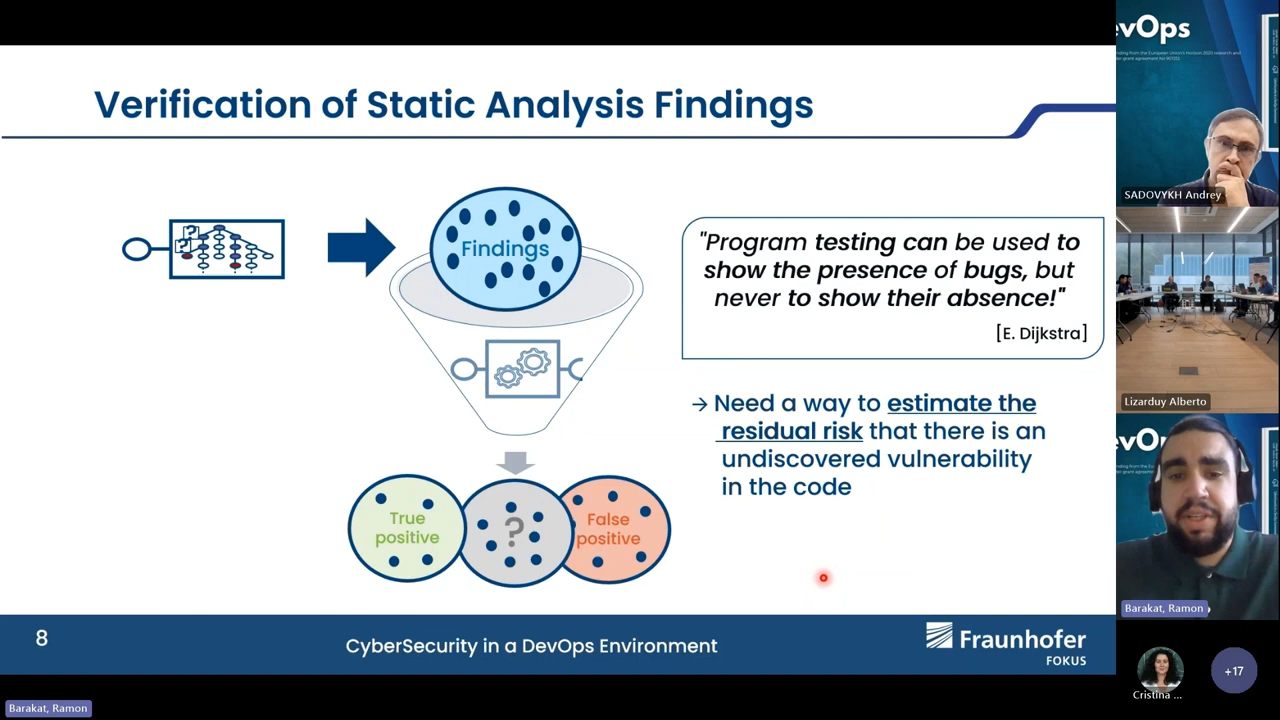 Verification of Static Analysis Findings
Findings
"Program testing can be used to
show the presence of bugs, but
never to show their absence!"
[E. Dijkstra]
→ Need a way to estimate the
residual risk that there is an
undiscovered vulnerability
in the code
True
positive
?
False
positive
8
CyberSecurity in a DevOps Environment
Fraunhofer
FOKUS
Barakat, Ramon
evOps
SADOVYKH Andrey
Lizarduy Alberto
evOp
Barakat, Ramon
Cristina ...
+17